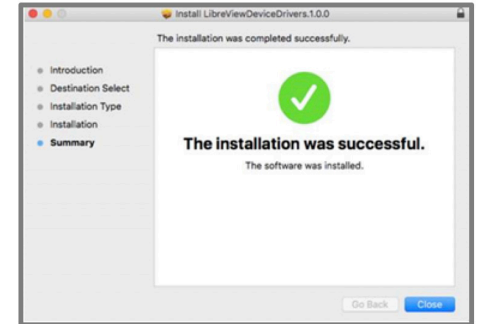 Install LibreViewDeviceDrivers.1.0.0
The installation was completed successfully.
Introduction
Destination Select
Installation Type
Installation
Summary
The installation was successful.
The software was installed.
Go Back
Close